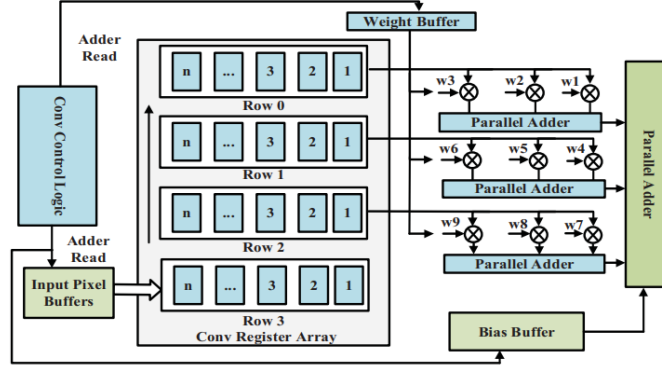 Weight Buffer
Adder
Read
n ... 3 2 1
Row 0
w3 w2 w1
Parallel Adder
Conv Control Logic
n ... 3 2 1
Row 1
w6 w5 w4
Parallel Adder
Parallel Adder
n ... 3 2 1
Row 2
w9 w8 w7
Parallel Adder
Adder
Read
Input Pixel
Buffers
n ... 3 2 1
Row 3
Conv Register Array
Bias Buffer